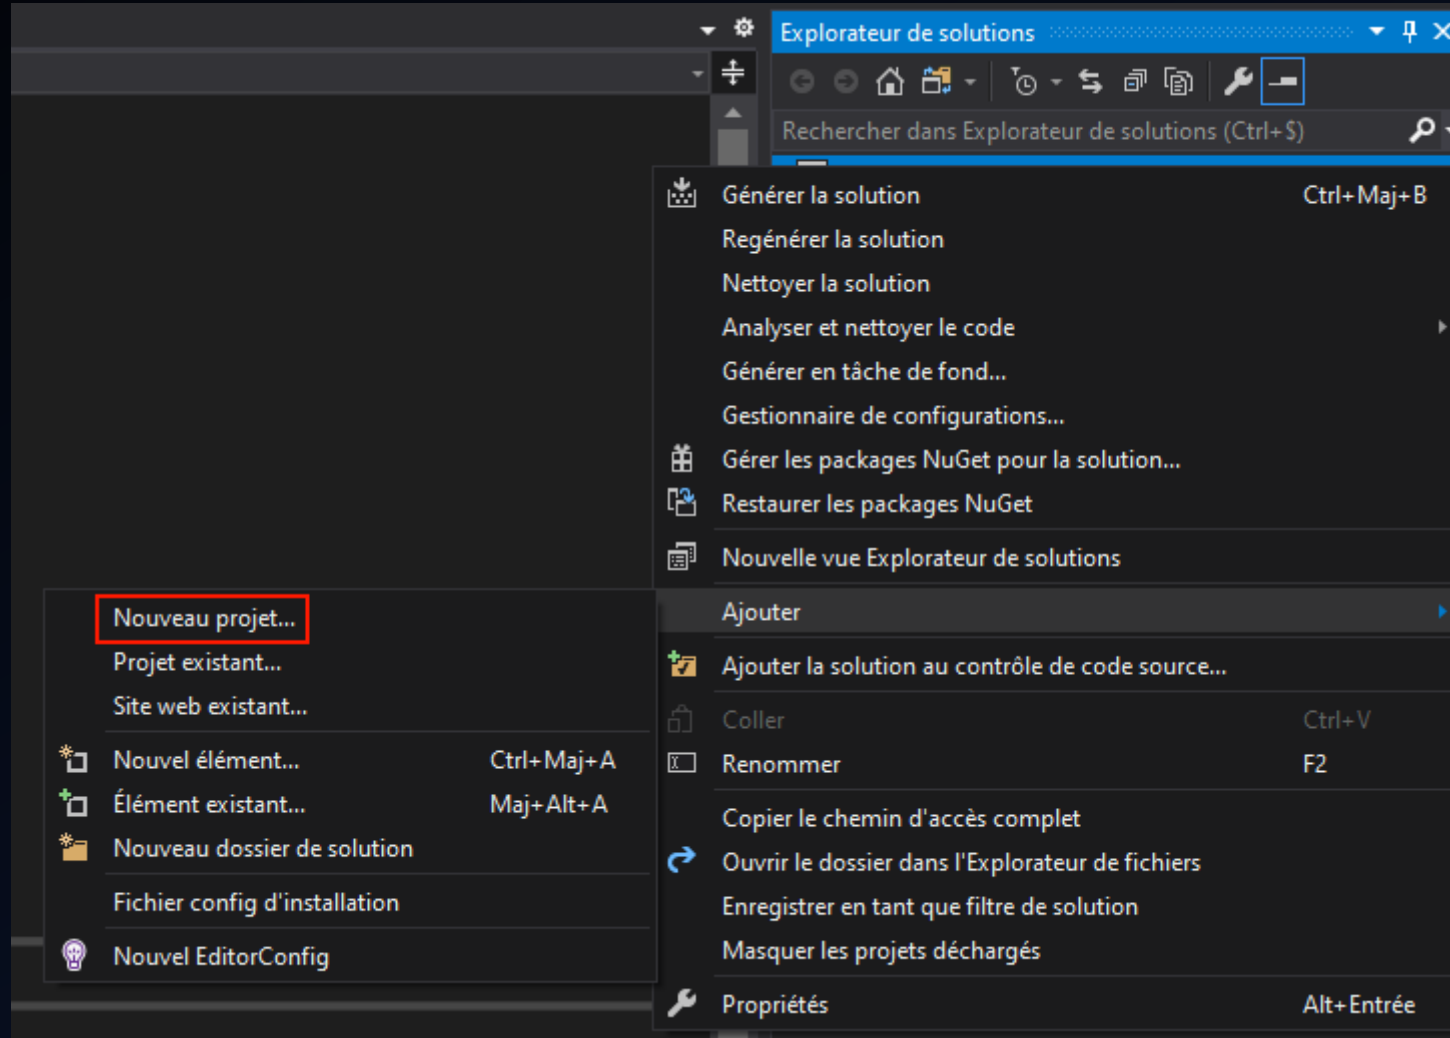 Explorateur de solutions
Rechercher dans Explorateur de solutions (Ctrl+$)
Générer la solution Ctrl+Maj+B
Regénérer la solution
Nettoyer la solution
Analyser et nettoyer le code
Générer en tâche de fond...
Gestionnaire de configurations...
Gérer les packages NuGet pour la solution...
Restaurer les packages NuGet
Nouvelle vue Explorateur de solutions
Ajouter
Ajouter la solution au contrôle de code source...
Coller Ctrl+V
Renommer F2
Copier le chemin d'accès complet
Ouvrir le dossier dans l'Explorateur de fichiers
Enregistrer en tant que filtre de solution
Masquer les projets déchargés
Propriétés Alt+Entrée
Nouveau projet...
Projet existant...
Site web existant...
Nouvel élément... Ctrl+Maj+A
Élément existant... Maj+Alt+A
Nouveau dossier de solution
Fichier config d'installation
Nouvel EditorConfig